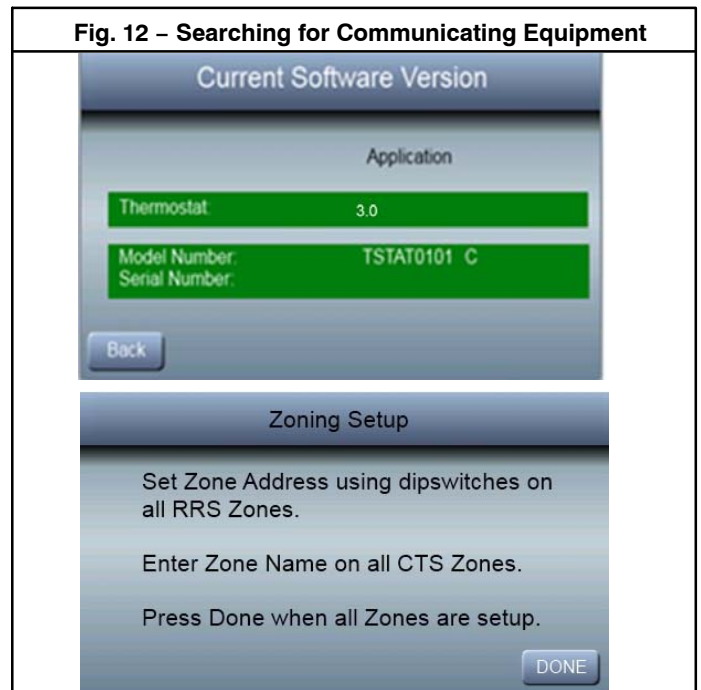 Fig. 12 – Searching for Communicating Equipment
Current Software Version
Application
Thermostat: 3.0
Model Number: TSTAT0101 C
Serial Number:
Back
Zoning Setup
Set Zone Address using dipswitches on
all RRS Zones.
Enter Zone Name on all CTS Zones.
Press Done when all Zones are setup.
DONE